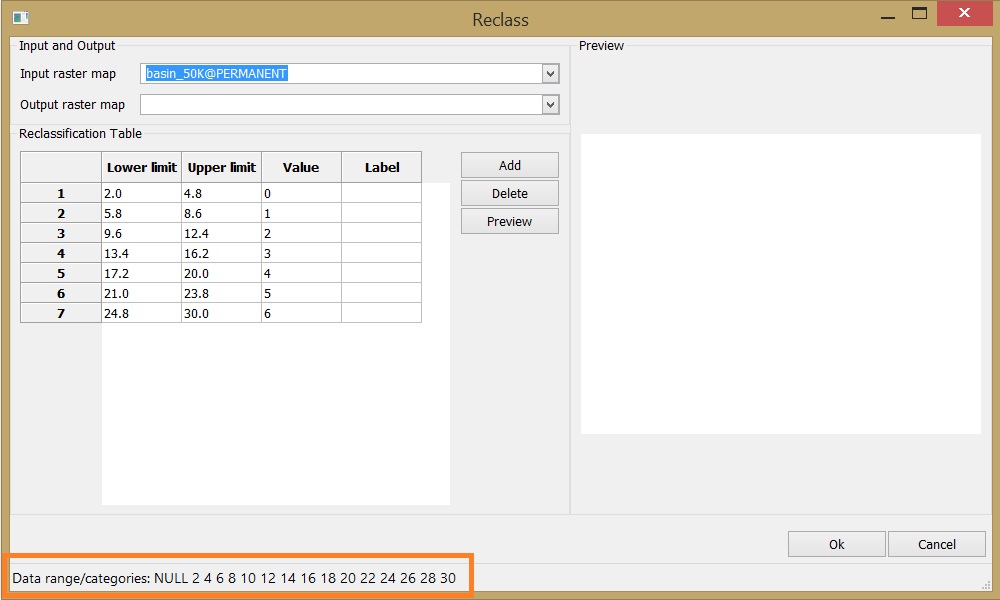 Reclass
Input and Output
Input raster map basin_50K@PERMANENT
Output raster map
Reclassification Table
Lower limit Upper limit Value Label
1 2.0 4.8 0
2 5.8 8.6 1
3 9.6 12.4 2
4 13.4 16.2 3
5 17.2 20.0 4
6 21.0 23.8 5
7 24.8 30.0 6
Add
Delete
Preview
Preview
Ok Cancel
Data range/categories: NULL 2 4 6 8 10 12 14 16 18 20 22 24 26 28 30